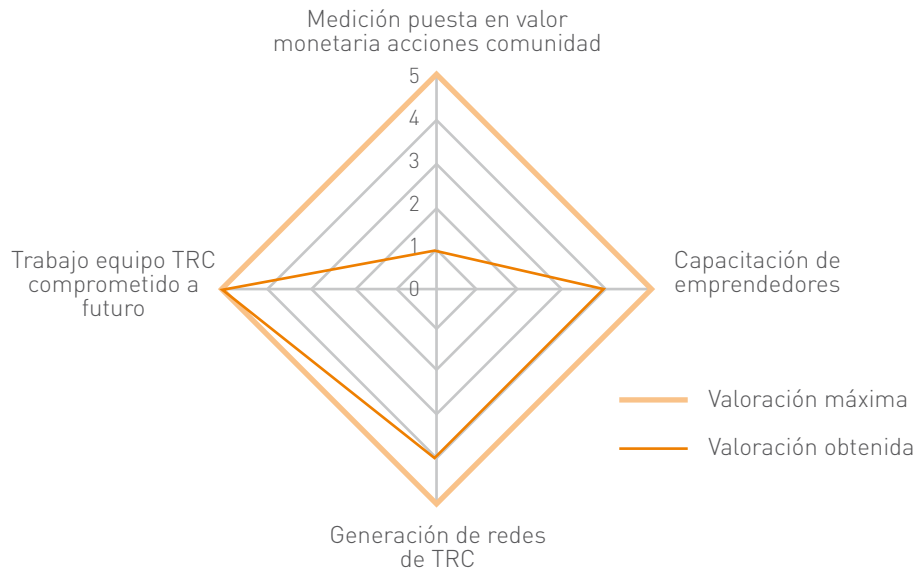 Medición puesta en valor
monetaria acciones comunidad
5
4
3
2
1
0
Trabajo equipo TRC
comprometido a
futuro
Capacitación de
emprendedores
Valoración máxima
Valoración obtenida
Generación de redes
de TRC